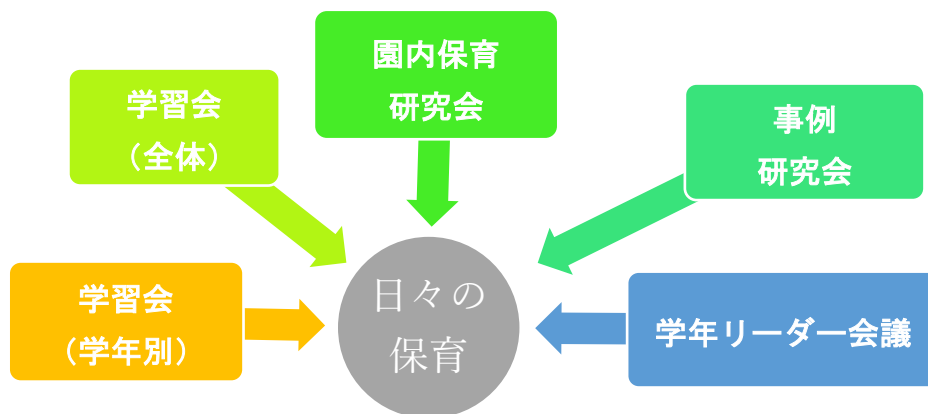 園内保育
研究会
学習会
（全体）
事例
研究会
学習会
（学年別）
日々の
保育
学年リーダー会議